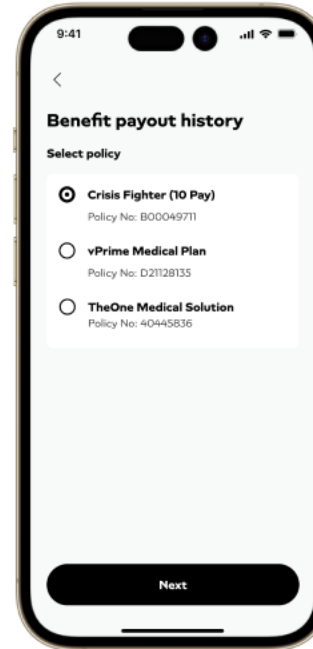 9:41
Benefit payout history
Select policy
Crisis Fighter (10 Pay)
Policy No: B00049711
vPrime Medical Plan
Policy No: D21128135
TheOne Medical Solution
Policy No: 40445836
Next